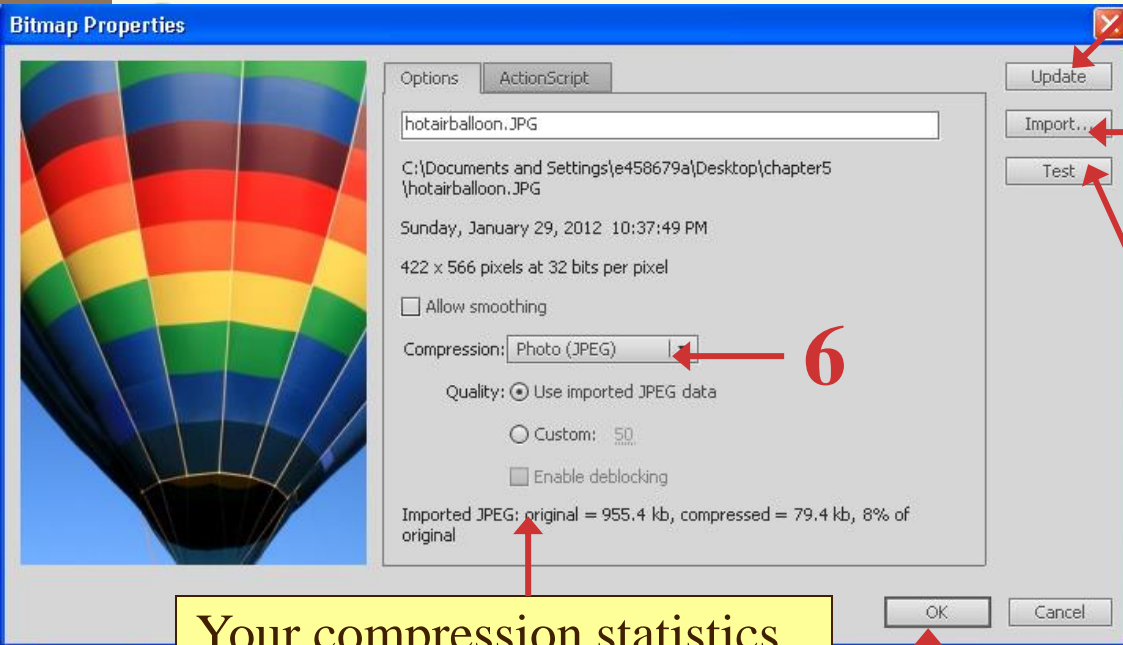 Bitmap Properties
Options
ActionScript
Update
hotairballoon.JPG
Import...
C:\Documents and Settings\e458679a\Desktop\chapter5
\hotairballoon.JPG
Test
Sunday, January 29, 2012 10:37:49 PM
422 x 566 pixels at 32 bits per pixel
Allow smoothing
Compression: Photo (JPEG)
6
Quality: Use imported JPEG data
Custom: 50
Enable deblocking
Imported JPEG: original = 955.4 kb, compressed = 79.4 kb, 8% of
original
Your compression statistics
OK
Cancel